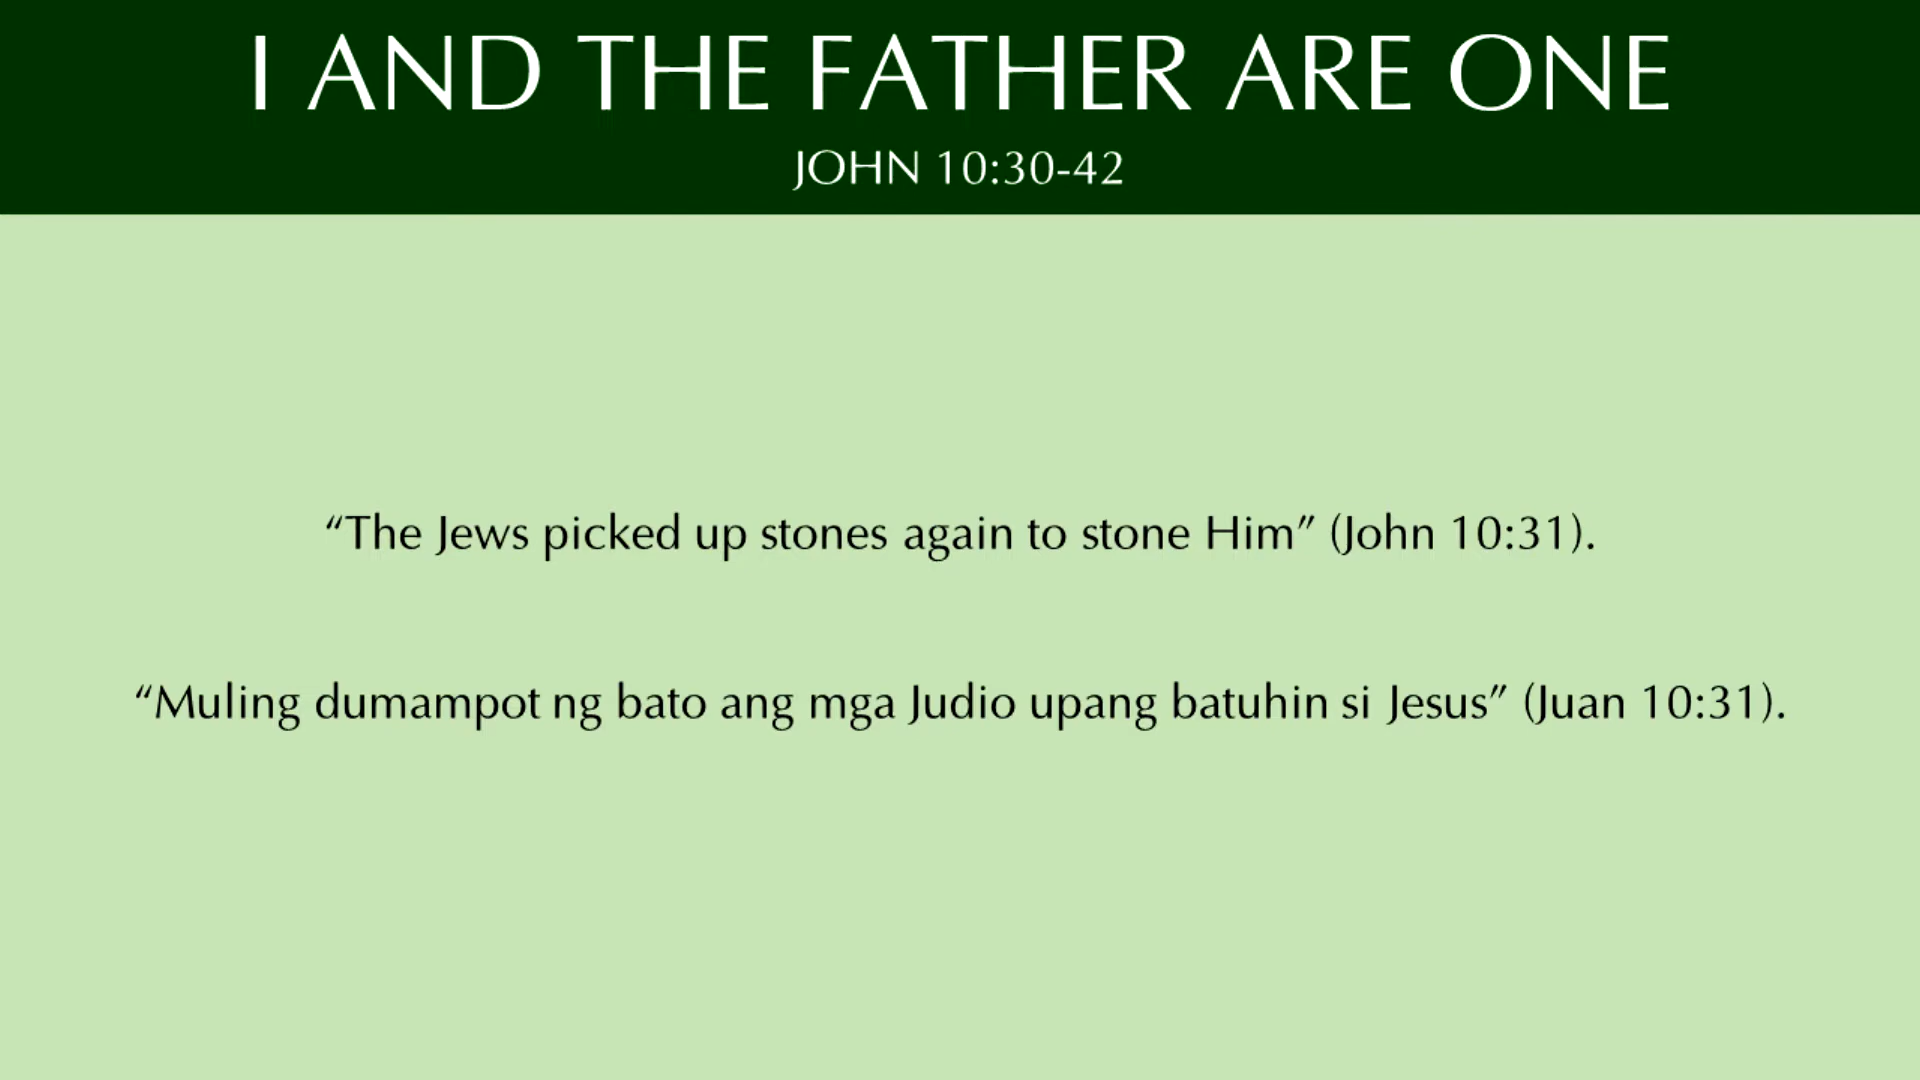 I AND THE FATHER ARE ONE
JOHN 10:30-42
“The Jews picked up stones again to stone Him” (John 10:31).
“Muling dumampot ng bato ang mga Judio upang batuhin si Jesus” (Juan 10:31).